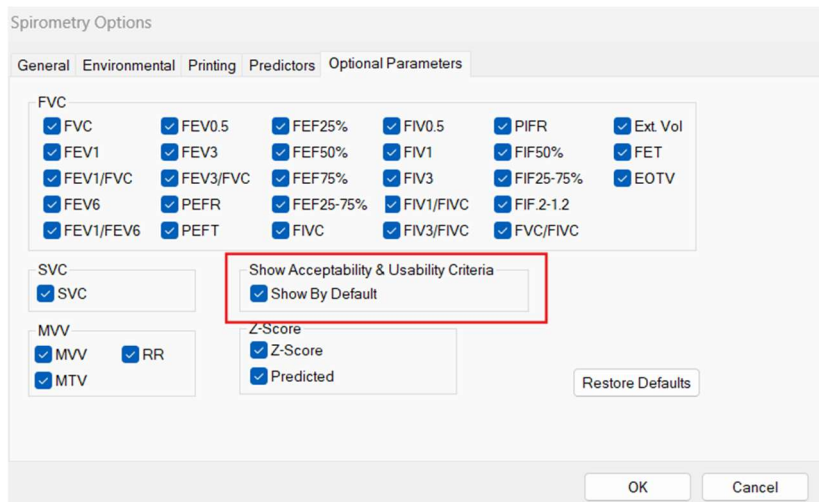 Spirometry Options
General Environmental Printing Predictors Optional Parameters
FVC
FVC FEV0.5 FEF25% FIV0.5 PIFR Ext. Vol
FEV1 FEV3 FEF50% FIV1 FIF50% FET
FEV1/FVC FEV3/FVC FEF75% FIV3 FIF25-75% EOTV
FEV6 PEFR FEF25-75% FIV1/FIVC FIF.2-1.2
FEV1/FEV6 PEFT FIVC FIV3/FIVC FVC/FIVC
SVC
SVC
Show Acceptability & Usability Criteria
Show By Default
MVV
MVV RR
MTV
Z-Score
Z-Score
Predicted
Restore Defaults
OK Cancel